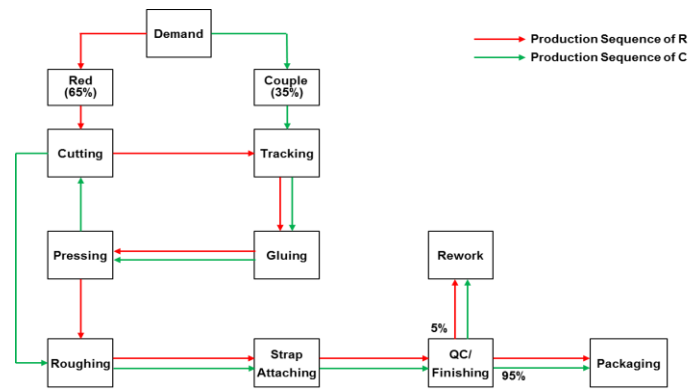 Demand
Production Sequence of R
Production Sequence of C
Red
(65%)
Couple
(35%)
Cutting
Tracking
Pressing
Gluing
Rework
5%
Roughing
Strap
Attaching
QC/
Finishing
95%
Packaging